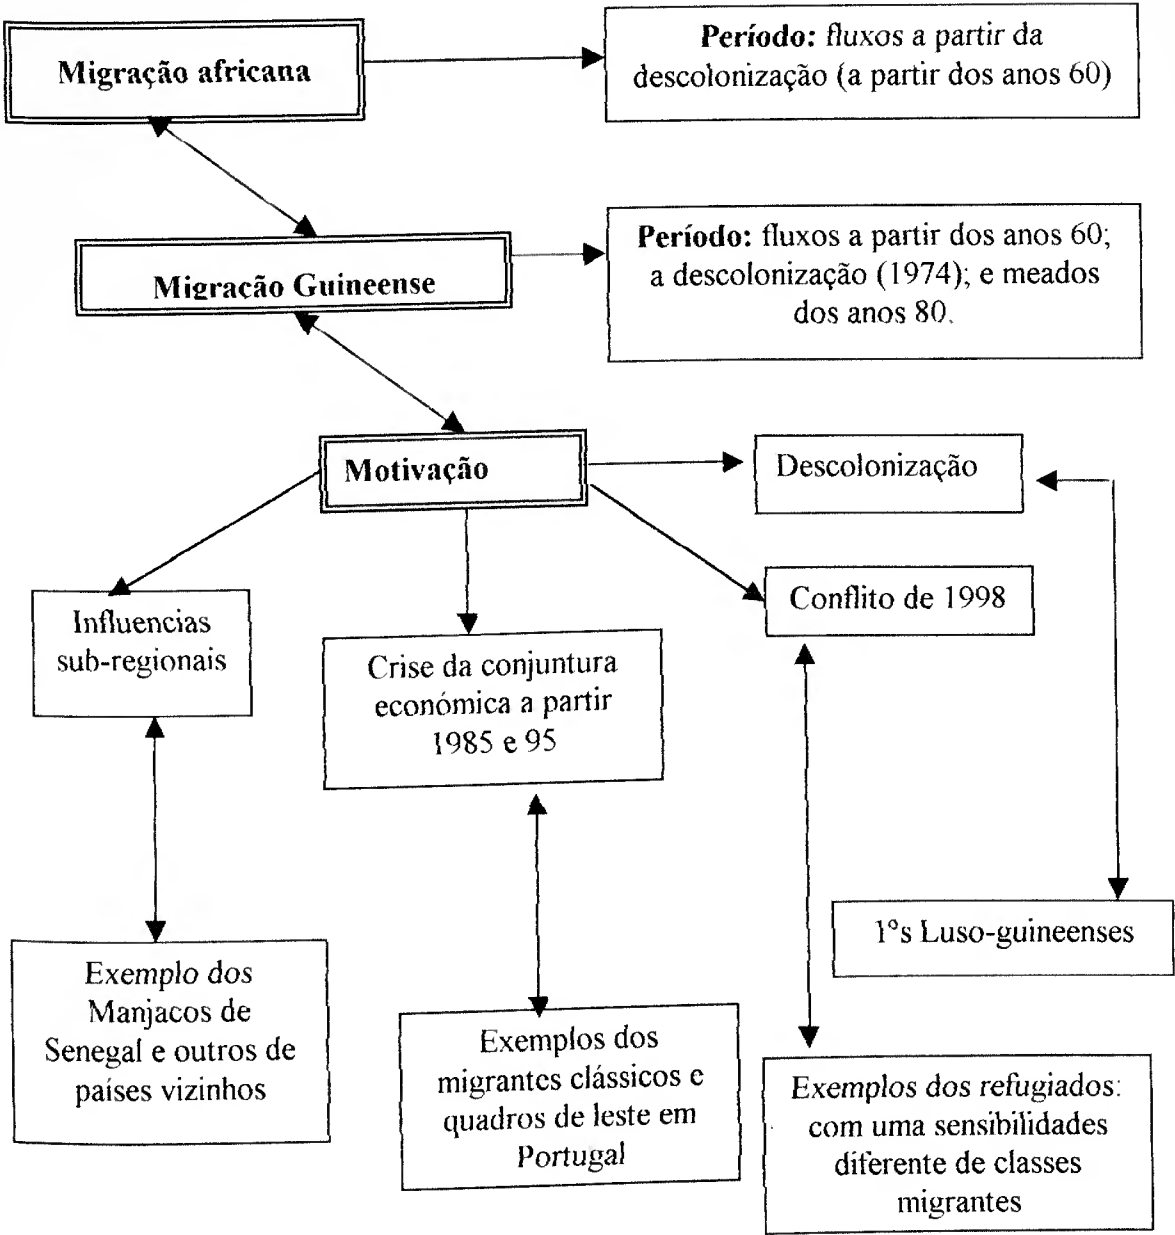 Migração africana
Período: fluxos a partir da
descolonização (a partir dos anos 60)
Migração Guineense
Período: fluxos a partir dos anos 60;
a descolonização (1974); e meados
dos anos 80.
Motivação
Descolonização
Conflito de 1998
Influencias
sub-regionais
Crise da conjuntura
económica a partir
1985 e 95
1ºs Luso-guineenses
Exemplo dos
Manjacos de
Senegal e outros de
países vizinhos
Exemplos dos
migrantes clássicos e
quadros de leste em
Portugal
Exemplos dos refugiados:
com uma sensibilidades
diferente de classes
migrantes